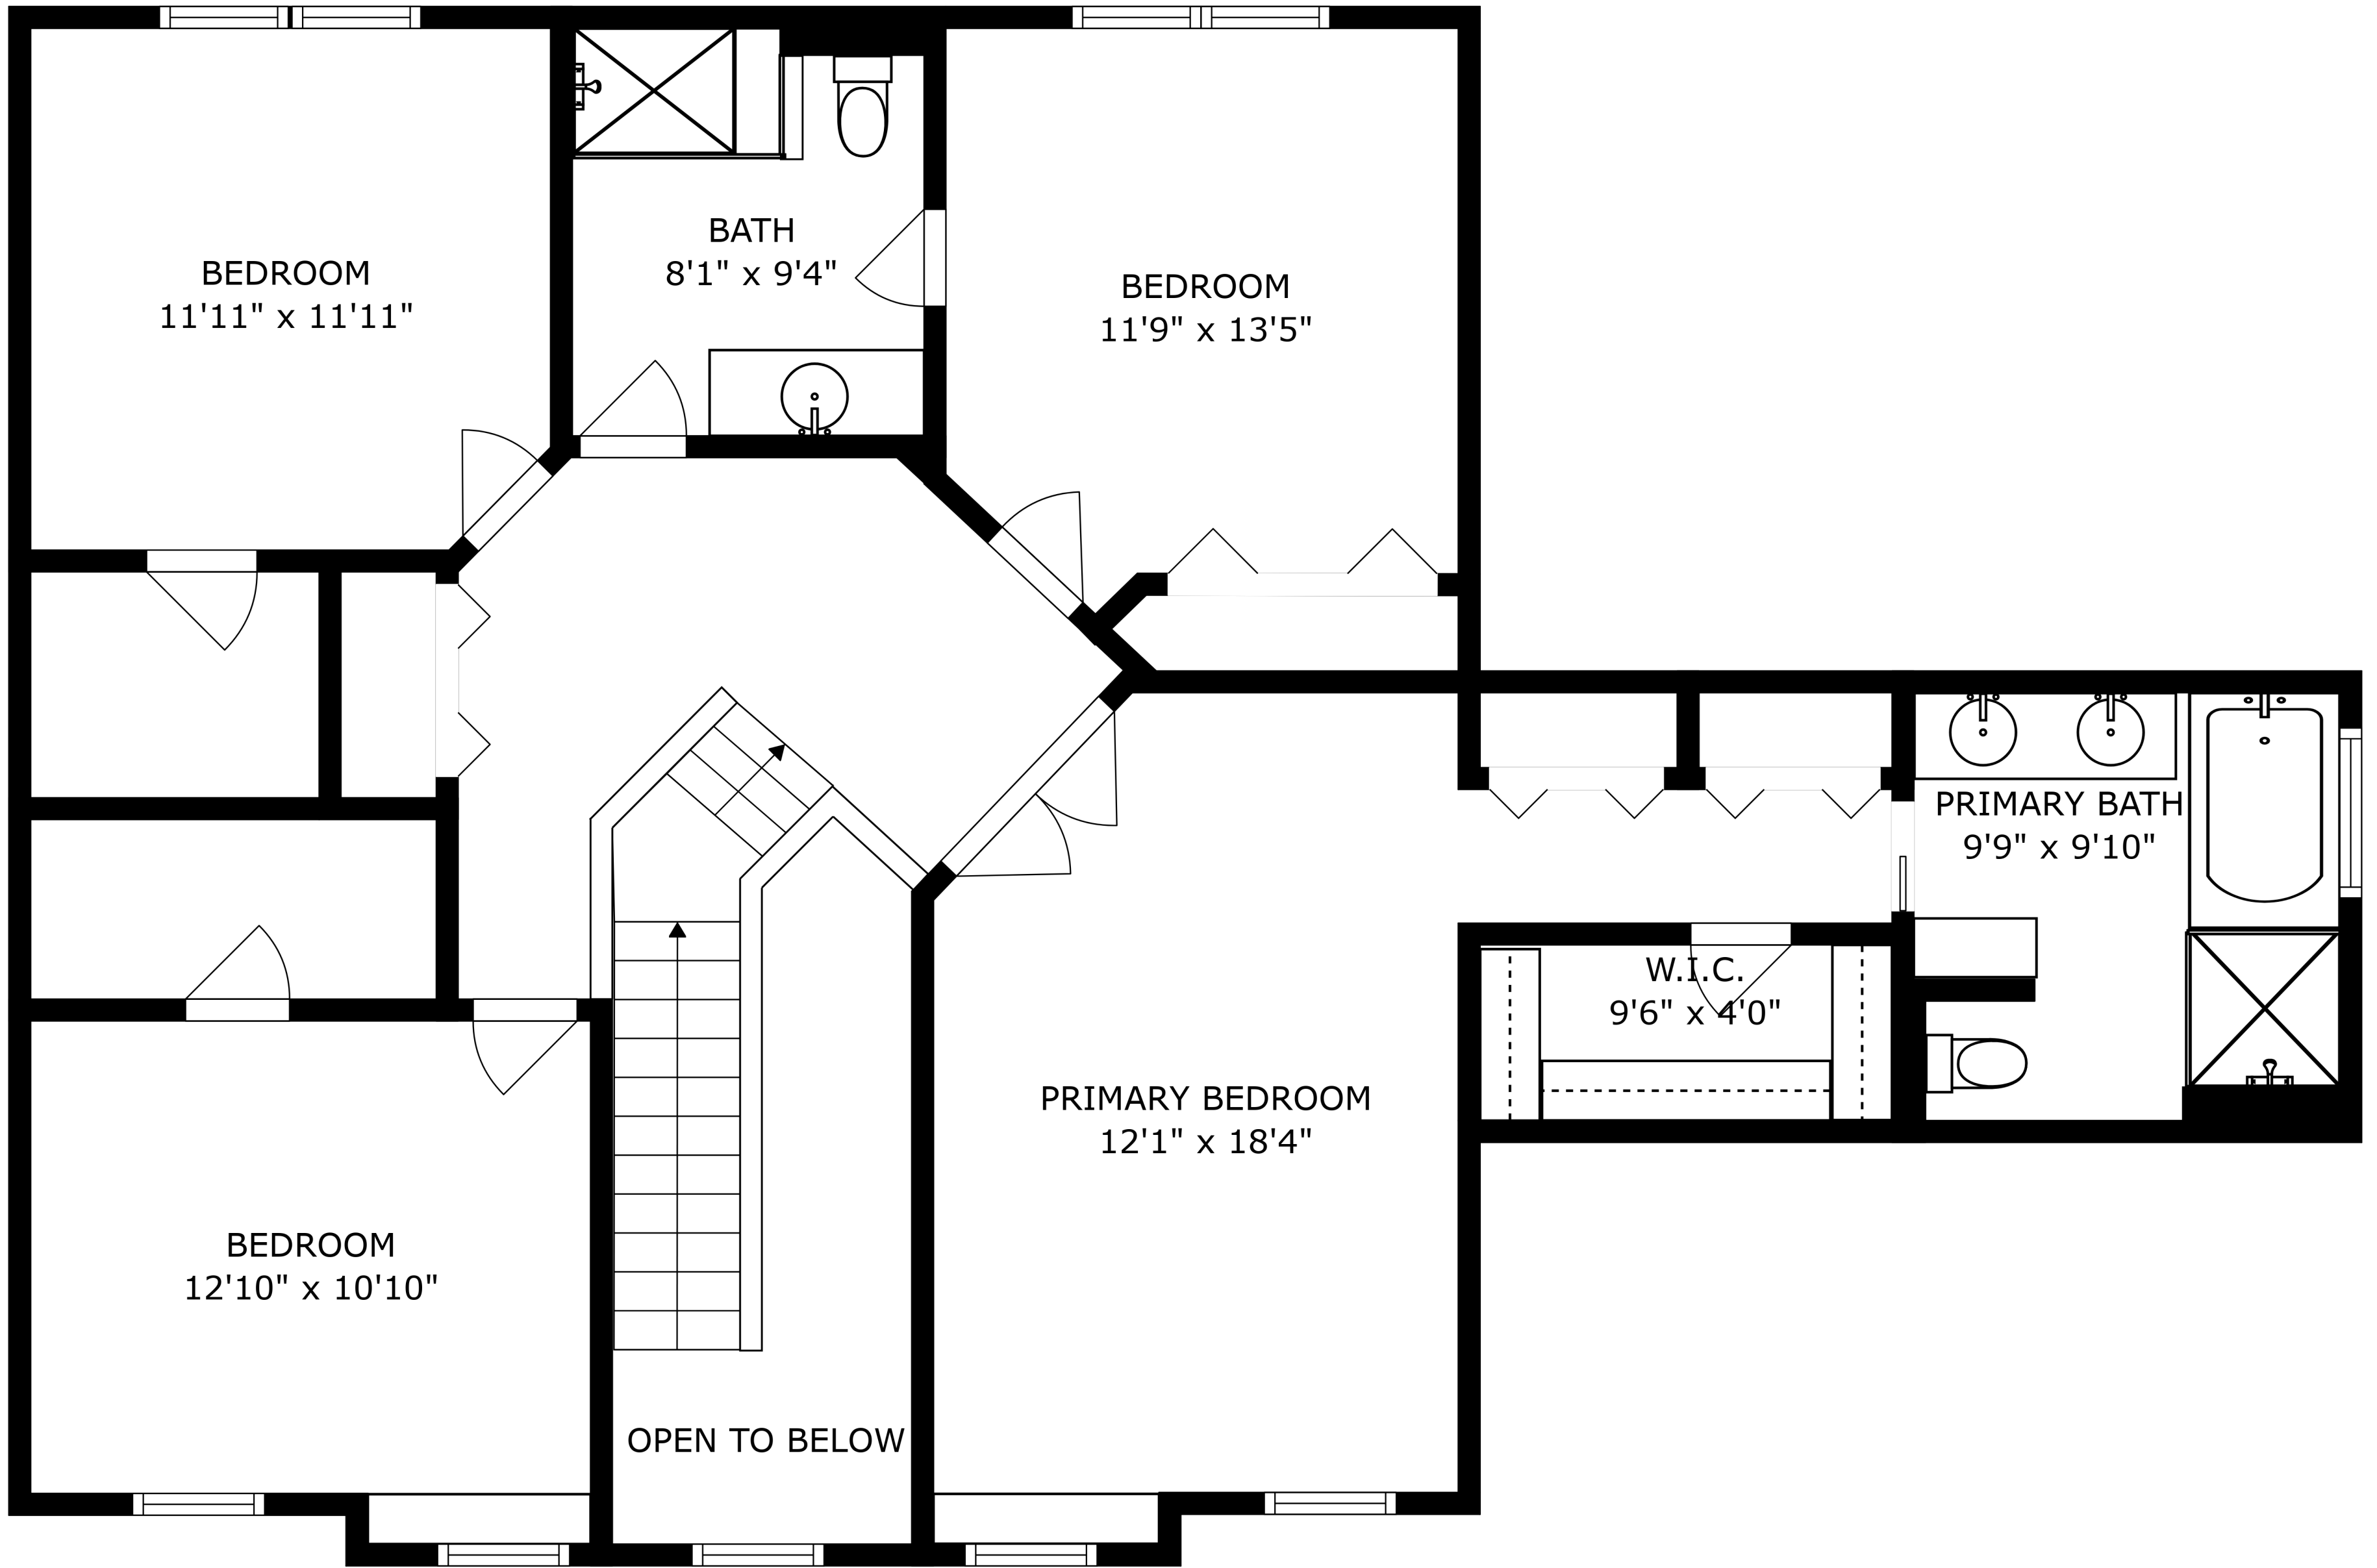 BEDROOM
11'11" x 11'11"
BATH
8'1" x 9'4"
BEDROOM
11'9" x 13'5"
PRIMARY BATH
9'9" x 9'10"
W.I.C.
9'6" x 4'0"
PRIMARY BEDROOM
12'1" x 18'4"
BEDROOM
12'10" x 10'10"
OPEN TO BELOW